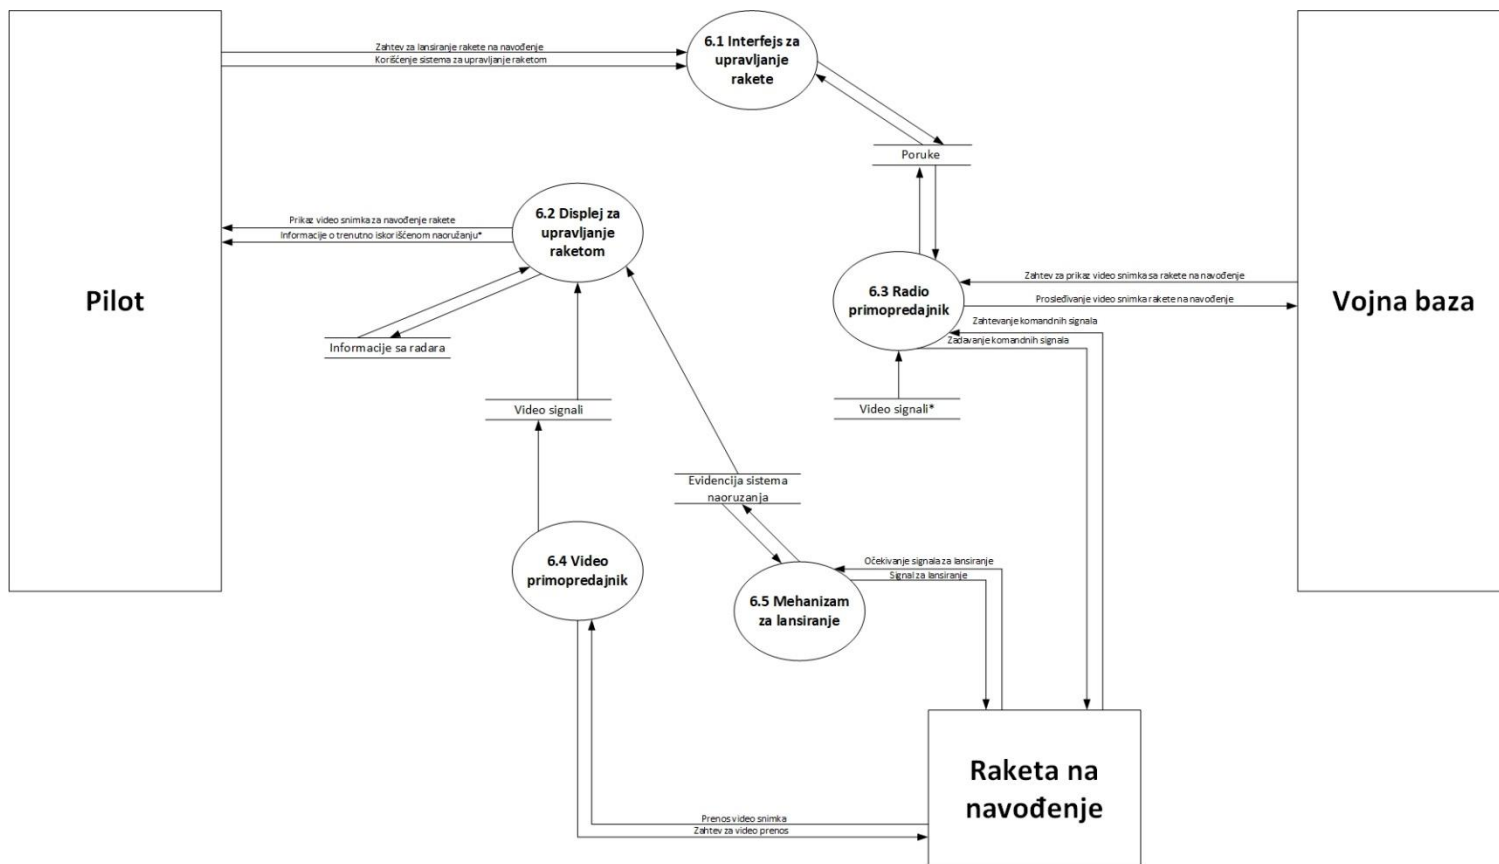 Zahtev za lansiranje rakete na navođenje
Korišćenje sistema za upravljanje raketom
6.1 Interfejs za
upravljanje
rakete
Poruke
Pilot
Prikaz video snimka za navođenje rakete
Informacije o trenutno iskorišćenom naoružanju*
6.2 Displej za
upravljanje
raketom
Informacije sa radara
6.3 Radio
primopredajnik
Zahtev za prikaz video snimka sa rakete na navođenje
Prosleđivanje video snimka rakete na navođenje
Vojna baza
Zahtevanje komandnih signala
Zadavanje komandnih signala
Video signali
Video signali*
Evidencija sistema
naoruzanja
6.4 Video
primopredajnik
6.5 Mehanizam
za lansiranje
Očekivanje signala za lansiranje
Signal za lansiranje
Raketa na
navođenje
Prenos video snimka
Zahtev za video prenos